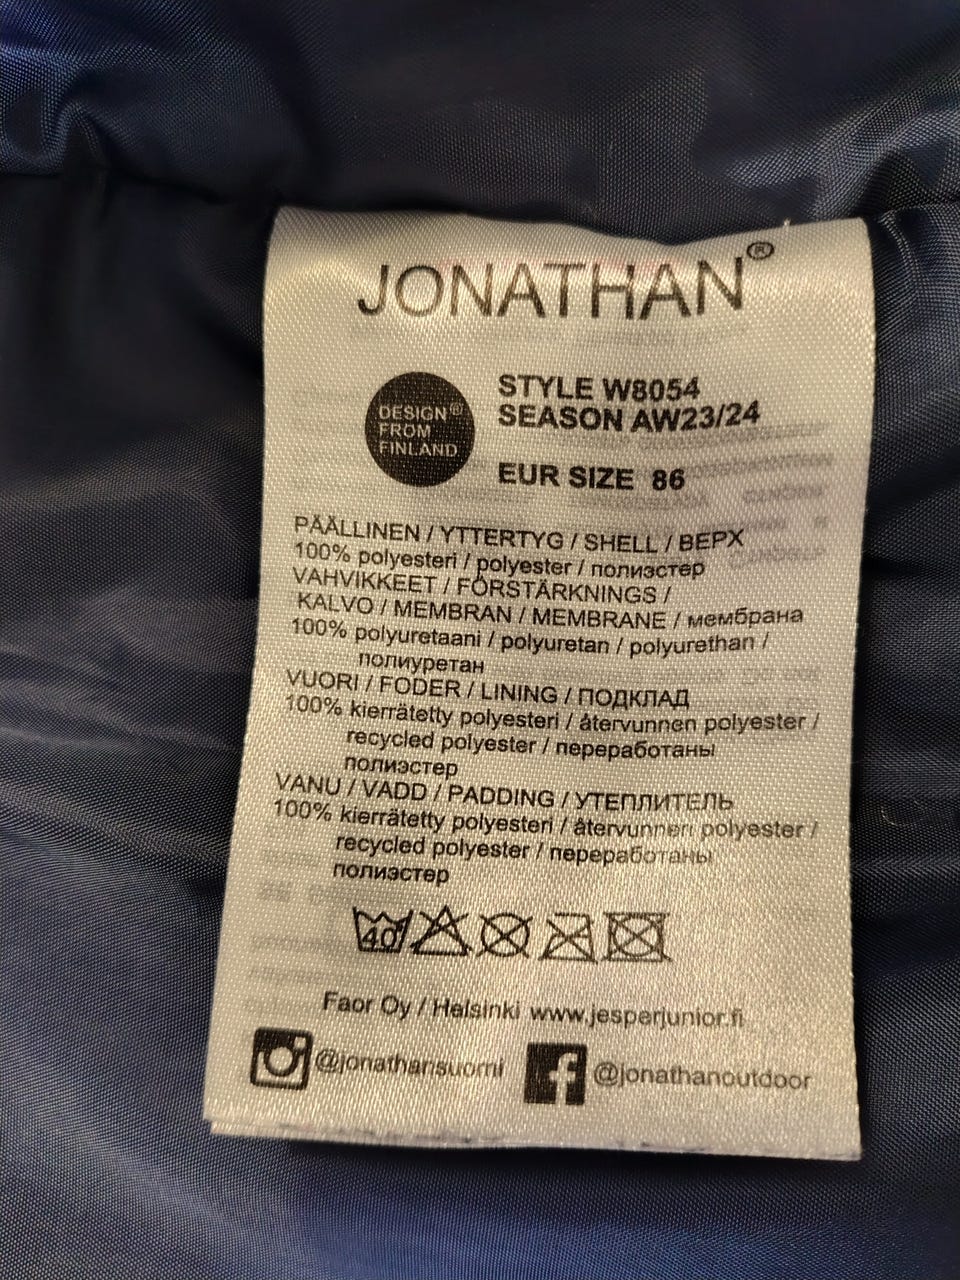 JONATHAN®
DESIGN®
FROM
FINLAND
STYLE W8054
SEASON AW23/24
EUR SIZE 86
PÄÄLLINEN / YTTERTYG / SHELL / ВЕРХ
100% polyesteri / polyester / полиэстер
VAHVIKKEET / FÖRSTÄRKNINGS /
KALVO / MEMBRAN / MEMBRANE / мембрана
100% polyuretaani / polyuretan / polyurethan /
полиуретан
VUORI / FODER / LINING / ПОДКЛАД
100% kierrätetty polyesteri / återvunnen polyester /
recycled polyester / переработаны
полиэстер
VANU / VADD / PADDING / УТЕПЛИТЕЛЬ
100% kierrätetty polyesteri / återvunnen polyester /
recycled polyester / переработаны
полиэстер
40
Faor Oy / Helsinki www.jesperjunior.fi
@jonathansuomi
f @jonathanoutdoor